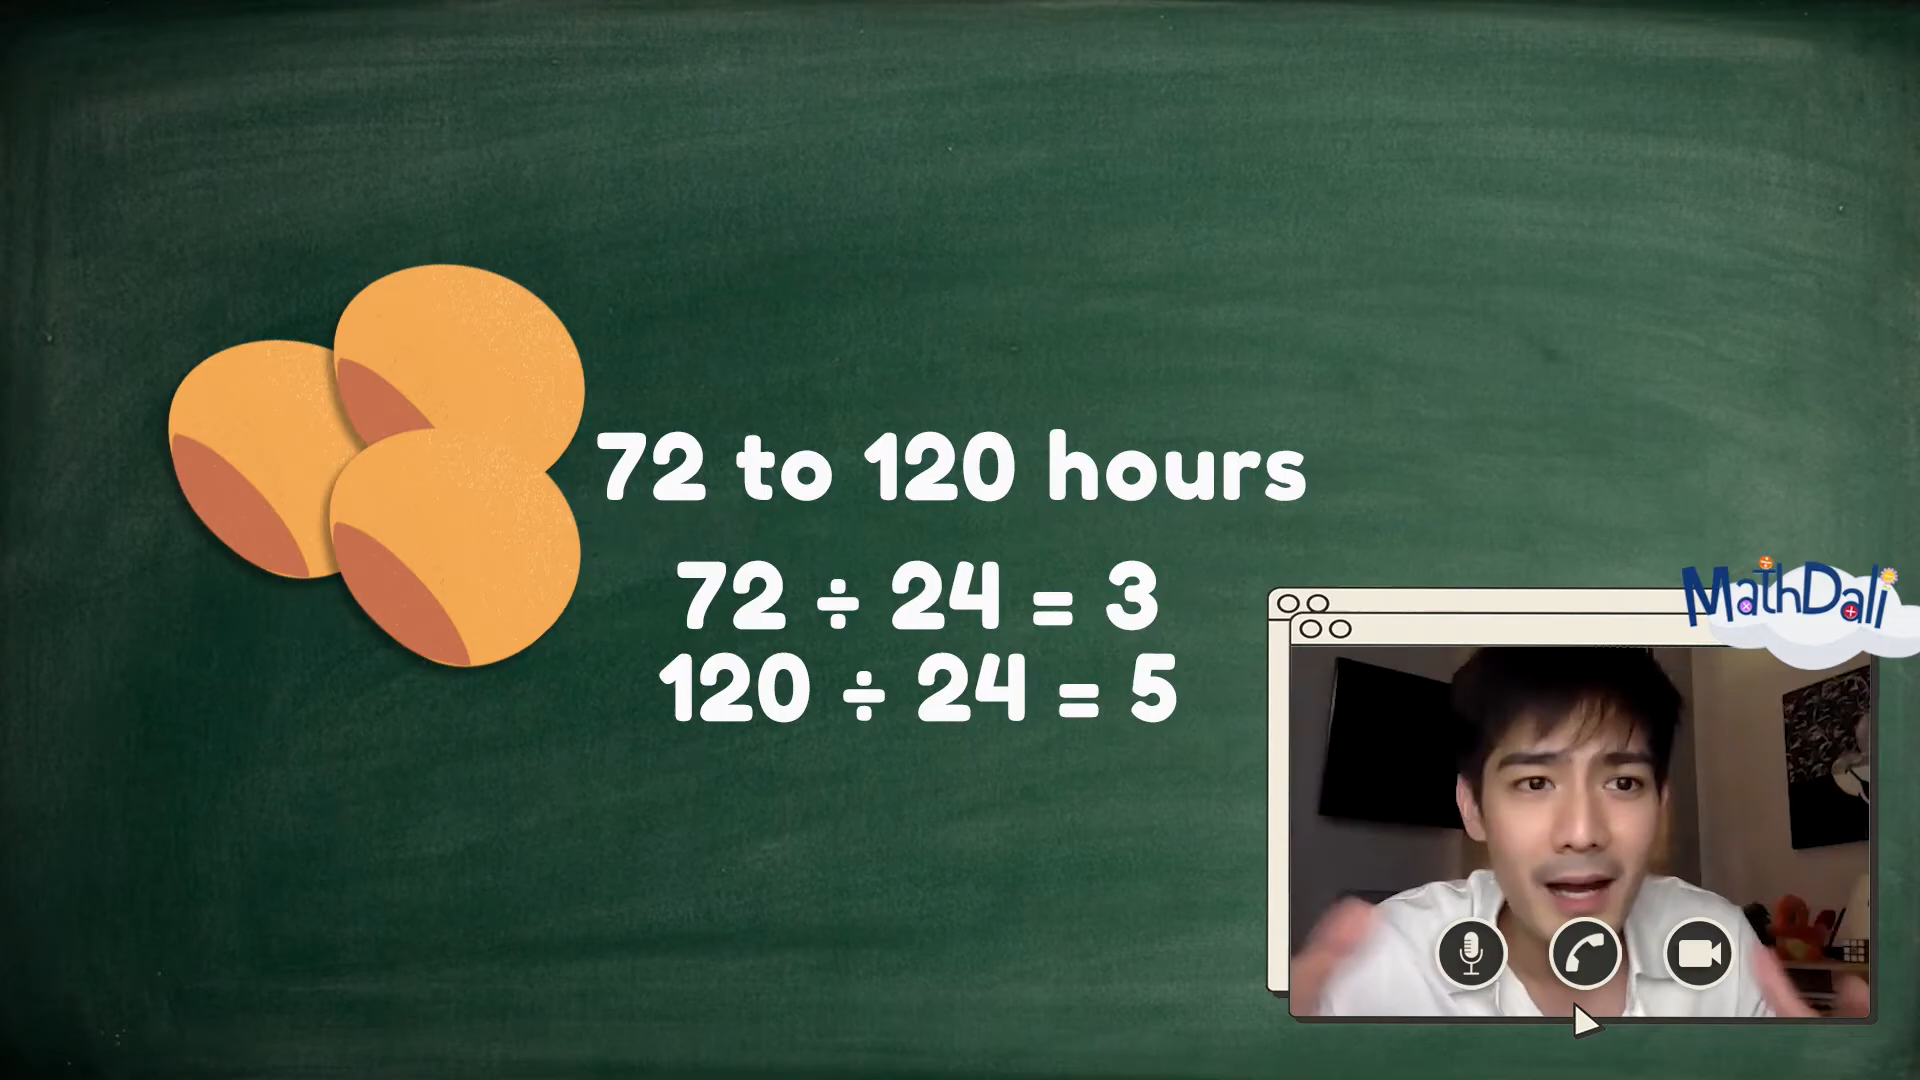 72 to 120 hours
72 ÷ 24 = 3
120 ÷ 24 = 5
MathDali